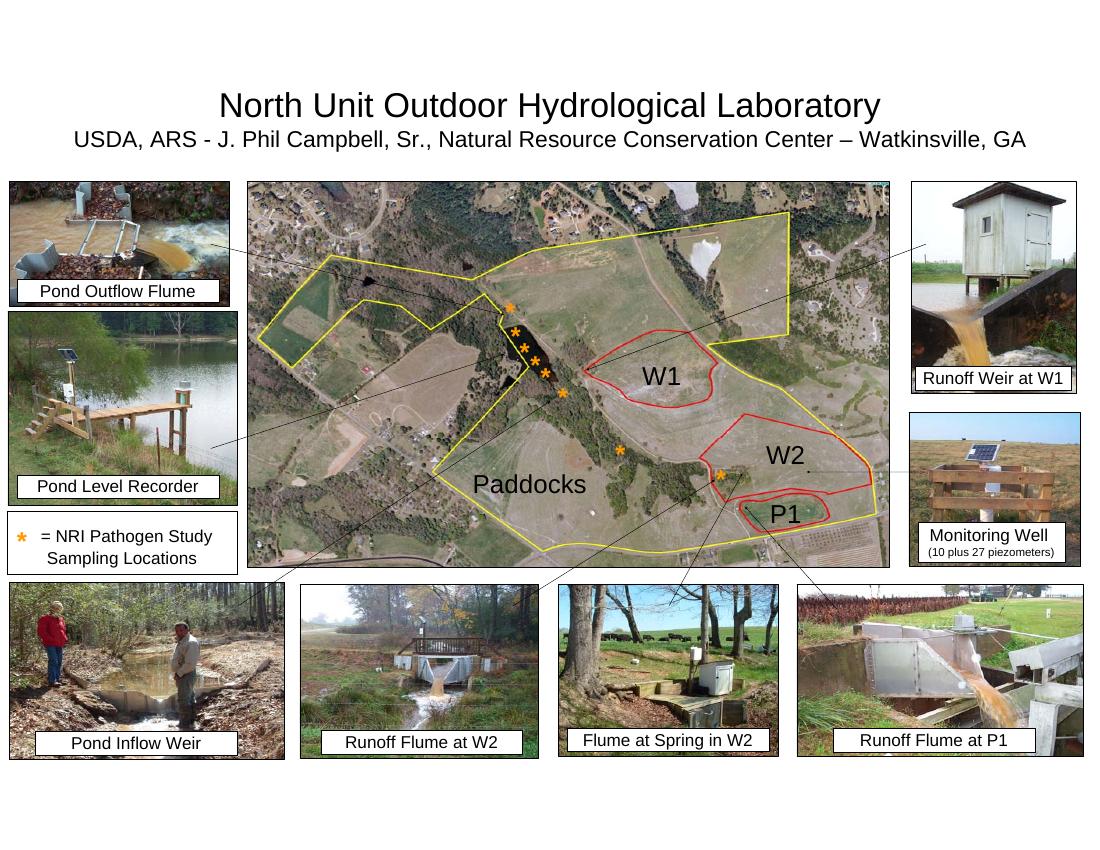 North Unit Outdoor Hydrological Laboratory
USDA, ARS - J. Phil Campbell, Sr., Natural Resource Conservation Center – Watkinsville, GA
Pond Outflow Flume
Pond Level Recorder
* = NRI Pathogen Study
Sampling Locations
W1
W2
Paddocks
P1
Runoff Weir at W1
Monitoring Well
(10 plus 27 piezometers)
Pond Inflow Weir
Runoff Flume at W2
Flume at Spring in W2
Runoff Flume at P1